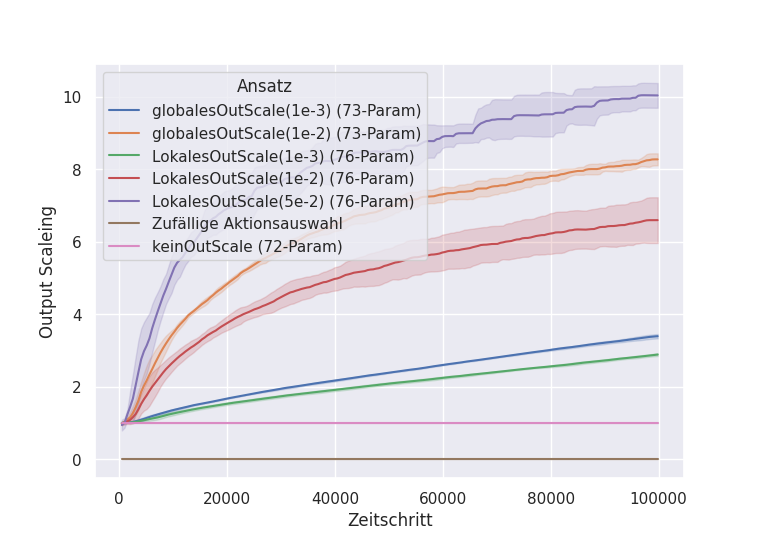 Ansatz
globalesOutScale(1e-3) (73-Param)
globalesOutScale(1e-2) (73-Param)
LokalesOutScale(1e-3) (76-Param)
LokalesOutScale(1e-2) (76-Param)
LokalesOutScale(5e-2) (76-Param)
Zufällige Aktionsauswahl
keinOutScale (72-Param)
Output Scaleing
10
8
6
4
2
0
0 20000 40000 60000 80000 100000
Zeitschritt